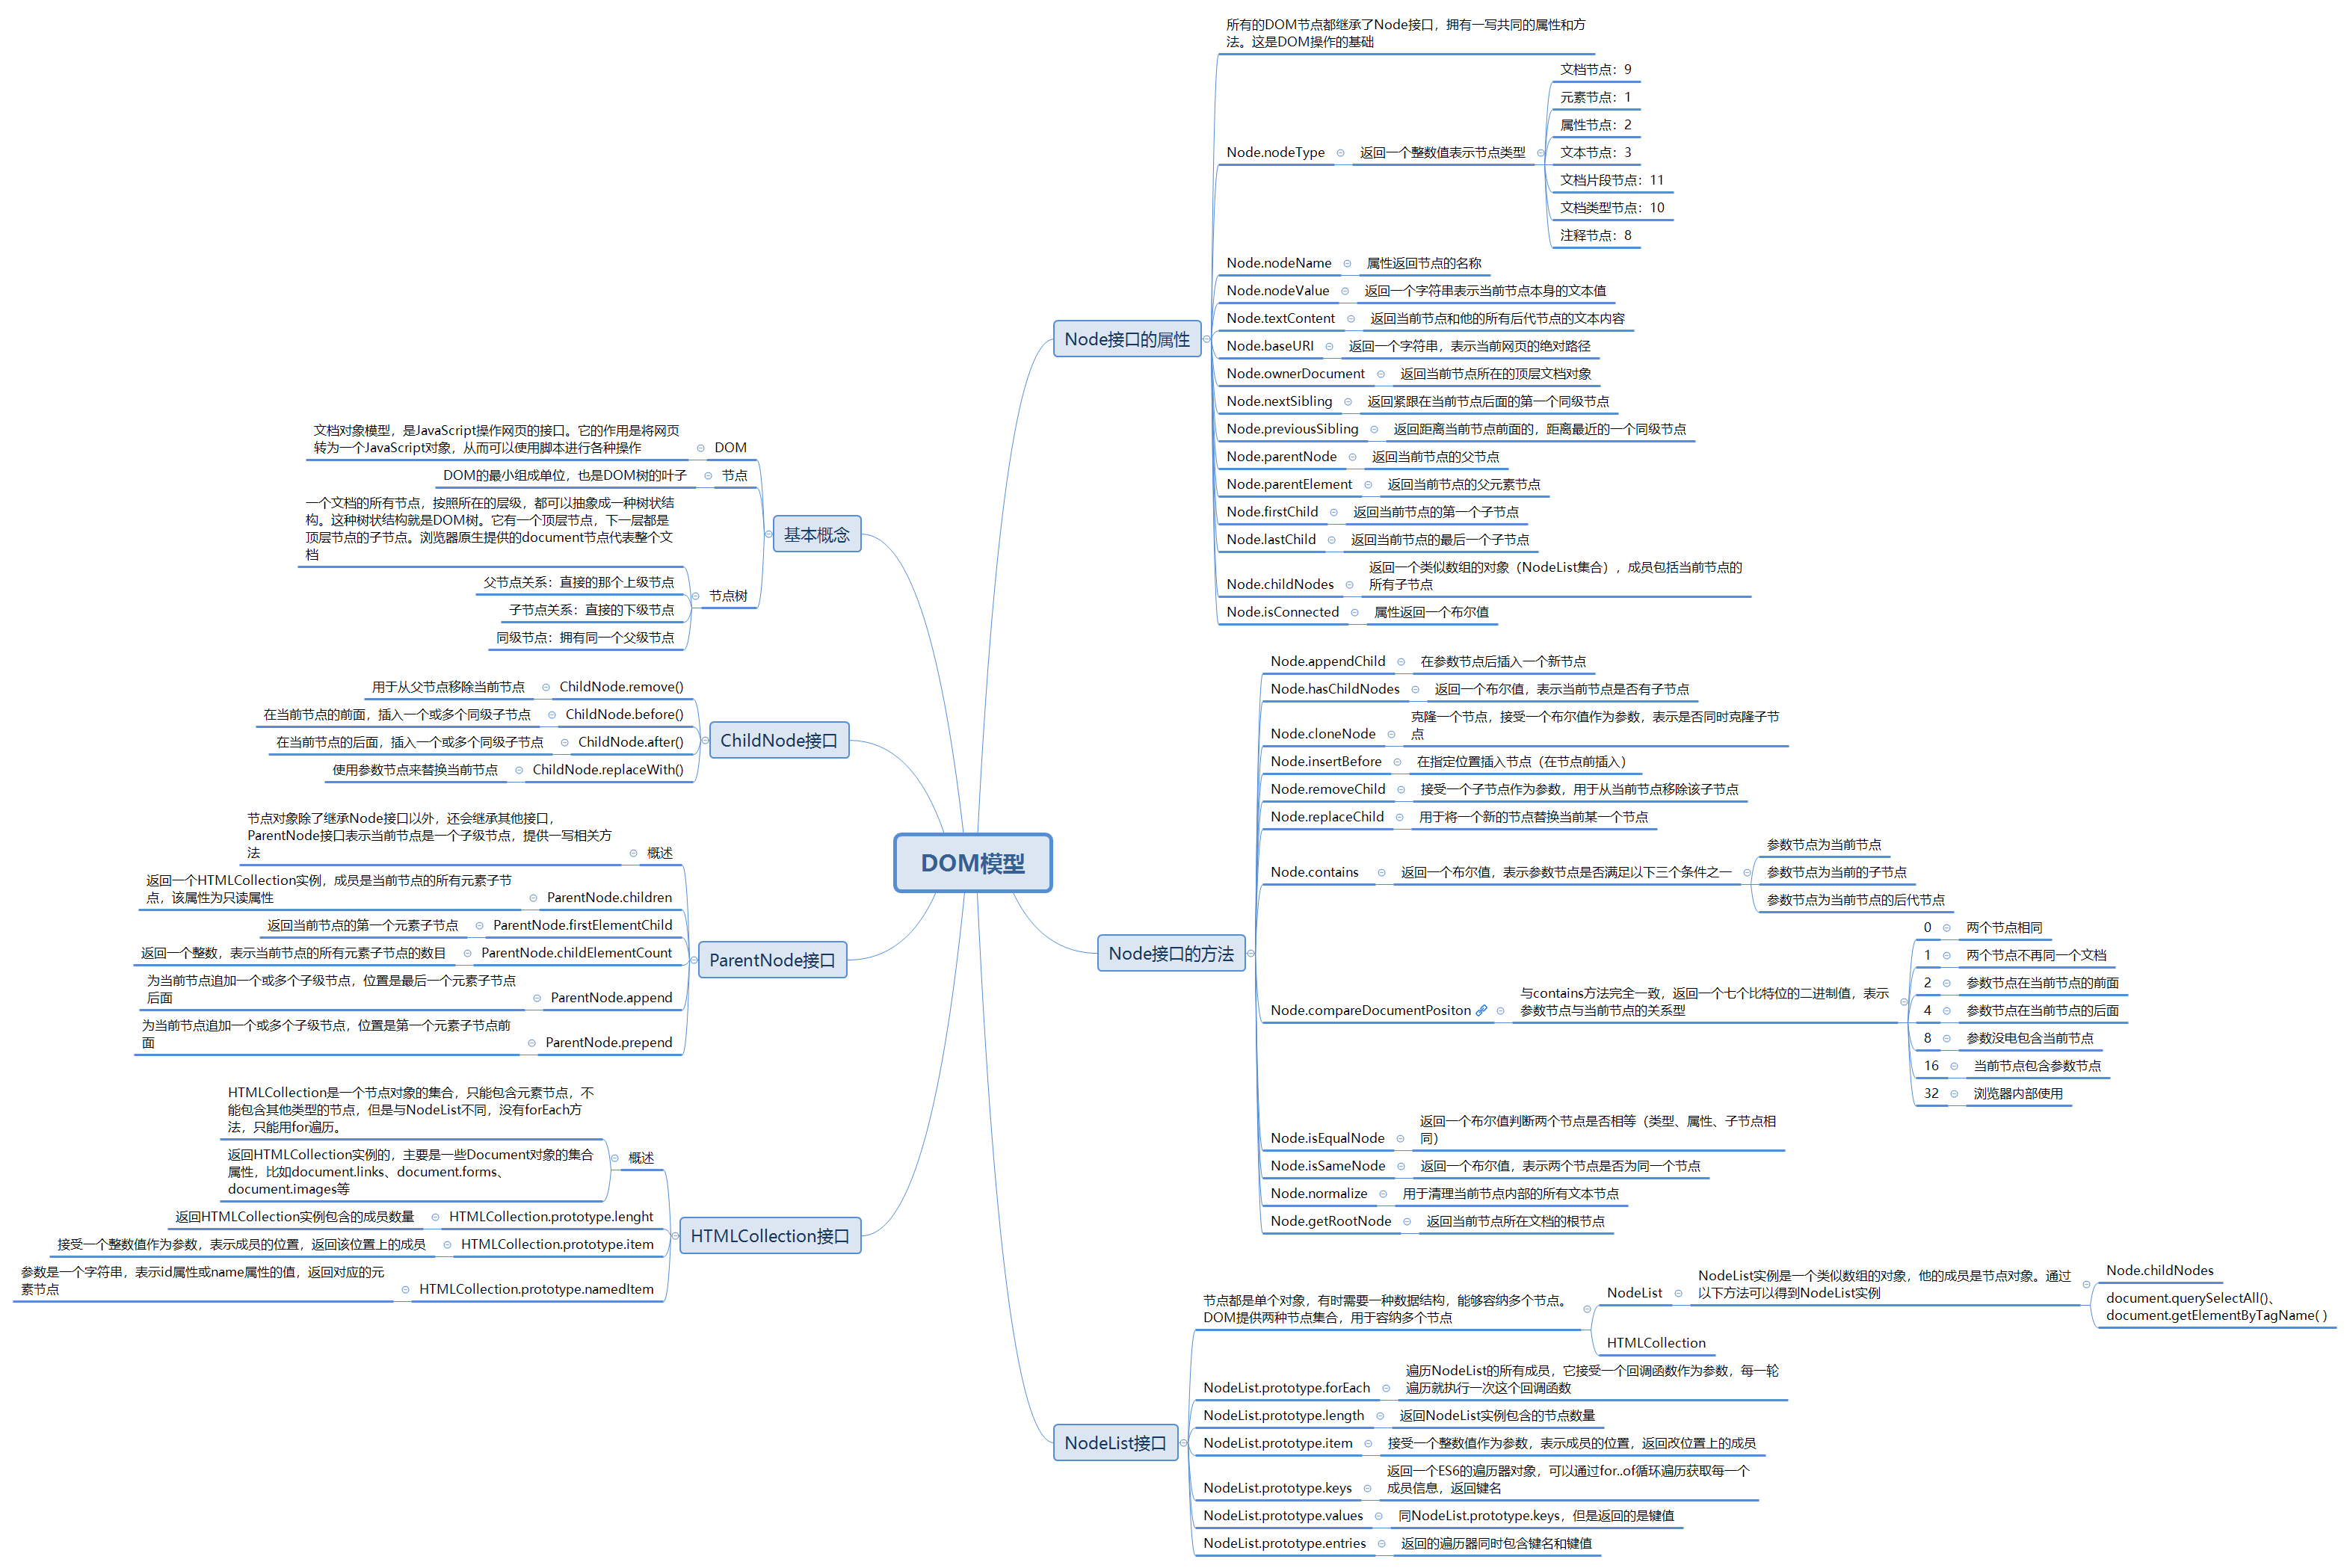 DOM模型
Node接口的属性
所有的DOM节点都继承了Node接口，拥有一写共同的属性和方
法。这是DOM操作的基础
Node.nodeType
返回一个整数值表示节点类型
文档节点：9
元素节点：1
属性节点：2
文本节点：3
文档片段节点：11
文档类型节点：10
注释节点：8
Node.nodeName
属性返回节点的名称
Node.nodeValue
返回一个字符串表示当前节点本身的文本值
Node.textContent
返回当前节点和他的所有后代节点的文本内容
Node.baseURI
返回一个字符串，表示当前网页的绝对路径
Node.ownerDocument
返回当前节点所在的顶层文档对象
Node.nextSibling
返回紧跟在当前节点后面的第一个同级节点
Node.previousSibling
返回距离当前节点前面的，距离最近的一个同级节点
Node.parentNode
返回当前节点的父节点
Node.parentElement
返回当前节点的父元素节点
Node.firstChild
返回当前节点的第一个子节点
Node.lastChild
返回当前节点的最后一个子节点
Node.childNodes
返回一个类似数组的对象（NodeList集合），成员包括当前节点的
所有子节点
Node.isConnected
属性返回一个布尔值
Node接口的方法
Node.appendChild
在参数节点后插入一个新节点
Node.hasChildNodes
返回一个布尔值，表示当前节点是否有子节点
Node.cloneNode
克隆一个节点，接受一个布尔值作为参数，表示是否同时克隆子节
点
Node.insertBefore
在指定位置插入节点（在节点前插入）
Node.removeChild
接受一个子节点作为参数，用于从当前节点移除该子节点
Node.replaceChild
用于将一个新的节点替换当前某一个节点
Node.contains
返回一个布尔值，表示参数节点是否满足以下三个条件之一
参数节点为当前节点
参数节点为当前的子节点
参数节点为当前节点的后代节点
Node.compareDocumentPositon
与contains方法完全一致，返回一个七个比特位的二进制值，表示
参数节点与当前节点的关系型
0
两个节点相同
1
两个节点不再同一个文档
2
参数节点在当前节点的前面
4
参数节点在当前节点的后面
8
参数没电包含当前节点
16
当前节点包含参数节点
32
浏览器内部使用
Node.isEqualNode
返回一个布尔值判断两个节点是否相等（类型、属性、子节点相
同）
Node.isSameNode
返回一个布尔值，表示两个节点是否为同一个节点
Node.normalize
用于清理当前节点内部的所有文本节点
Node.getRootNode
返回当前节点所在文档的根节点
NodeList接口
节点都是单个对象，有时需要一种数据结构，能够容纳多个节点。
DOM提供两种节点集合，用于容纳多个节点
NodeList
NodeList实例是一个类似数组的对象，他的成员是节点对象。通过
以下方法可以得到NodeList实例
Node.childNodes
document.querySelectAll()、
document.getElementByTagName( )
HTMLCollection
NodeList.prototype.forEach
遍历NodeList的所有成员，它接受一个回调函数作为参数，每一轮
遍历就执行一次这个回调函数
NodeList.prototype.length
返回NodeList实例包含的节点数量
NodeList.prototype.item
接受一个整数值作为参数，表示成员的位置，返回改位置上的成员
NodeList.prototype.keys
返回一个ES6的遍历器对象，可以通过for..of循环遍历获取每一个
成员信息，返回键名
NodeList.prototype.values
同NodeList.prototype.keys，但是返回的是键值
NodeList.prototype.entries
返回的遍历器同时包含键名和键值
基本概念
DOM
文档对象模型，是JavaScript操作网页的接口。它的作用是将网页
转为一个JavaScript对象，从而可以使用脚本进行各种操作
节点
DOM的最小组成单位，也是DOM树的叶子
节点树
一个文档的所有节点，按照所在的层级，都可以抽象成一种树状结
构。这种树状结构就是DOM树。它有一个顶层节点，下一层都是
顶层节点的子节点。浏览器原生提供的document节点代表整个文
档
父节点关系：直接的那个上级节点
子节点关系：直接的下级节点
同级节点：拥有同一个父级节点
ChildNode接口
ChildNode.remove()
用于从父节点移除当前节点
ChildNode.before()
在当前节点的前面，插入一个或多个同级子节点
ChildNode.after()
在当前节点的后面，插入一个或多个同级子节点
ChildNode.replaceWith()
使用参数节点来替换当前节点
ParentNode接口
概述
节点对象除了继承Node接口以外，还会继承其他接口，
ParentNode接口表示当前节点是一个子级节点，提供一写相关方
法
ParentNode.children
返回一个HTMLCollection实例，成员是当前节点的所有元素子节
点，该属性为只读属性
ParentNode.firstElementChild
返回当前节点的第一个元素子节点
ParentNode.childElementCount
返回一个整数，表示当前节点的所有元素子节点的数目
ParentNode.append
为当前节点追加一个或多个子级节点，位置是最后一个元素子节点
后面
ParentNode.prepend
为当前节点追加一个或多个子级节点，位置是第一个元素子节点前
面
HTMLCollection接口
概述
HTMLCollection是一个节点对象的集合，只能包含元素节点，不
能包含其他类型的节点，但是与NodeList不同，没有forEach方
法，只能用for遍历。
返回HTMLCollection实例的，主要是一些Document对象的集合
属性，比如document.links、document.forms、
document.images等
HTMLCollection.prototype.lenght
返回HTMLCollection实例包含的成员数量
HTMLCollection.prototype.item
接受一个整数值作为参数，表示成员的位置，返回该位置上的成员
HTMLCollection.prototype.namedItem
参数是一个字符串，表示id属性或name属性的值，返回对应的元
素节点